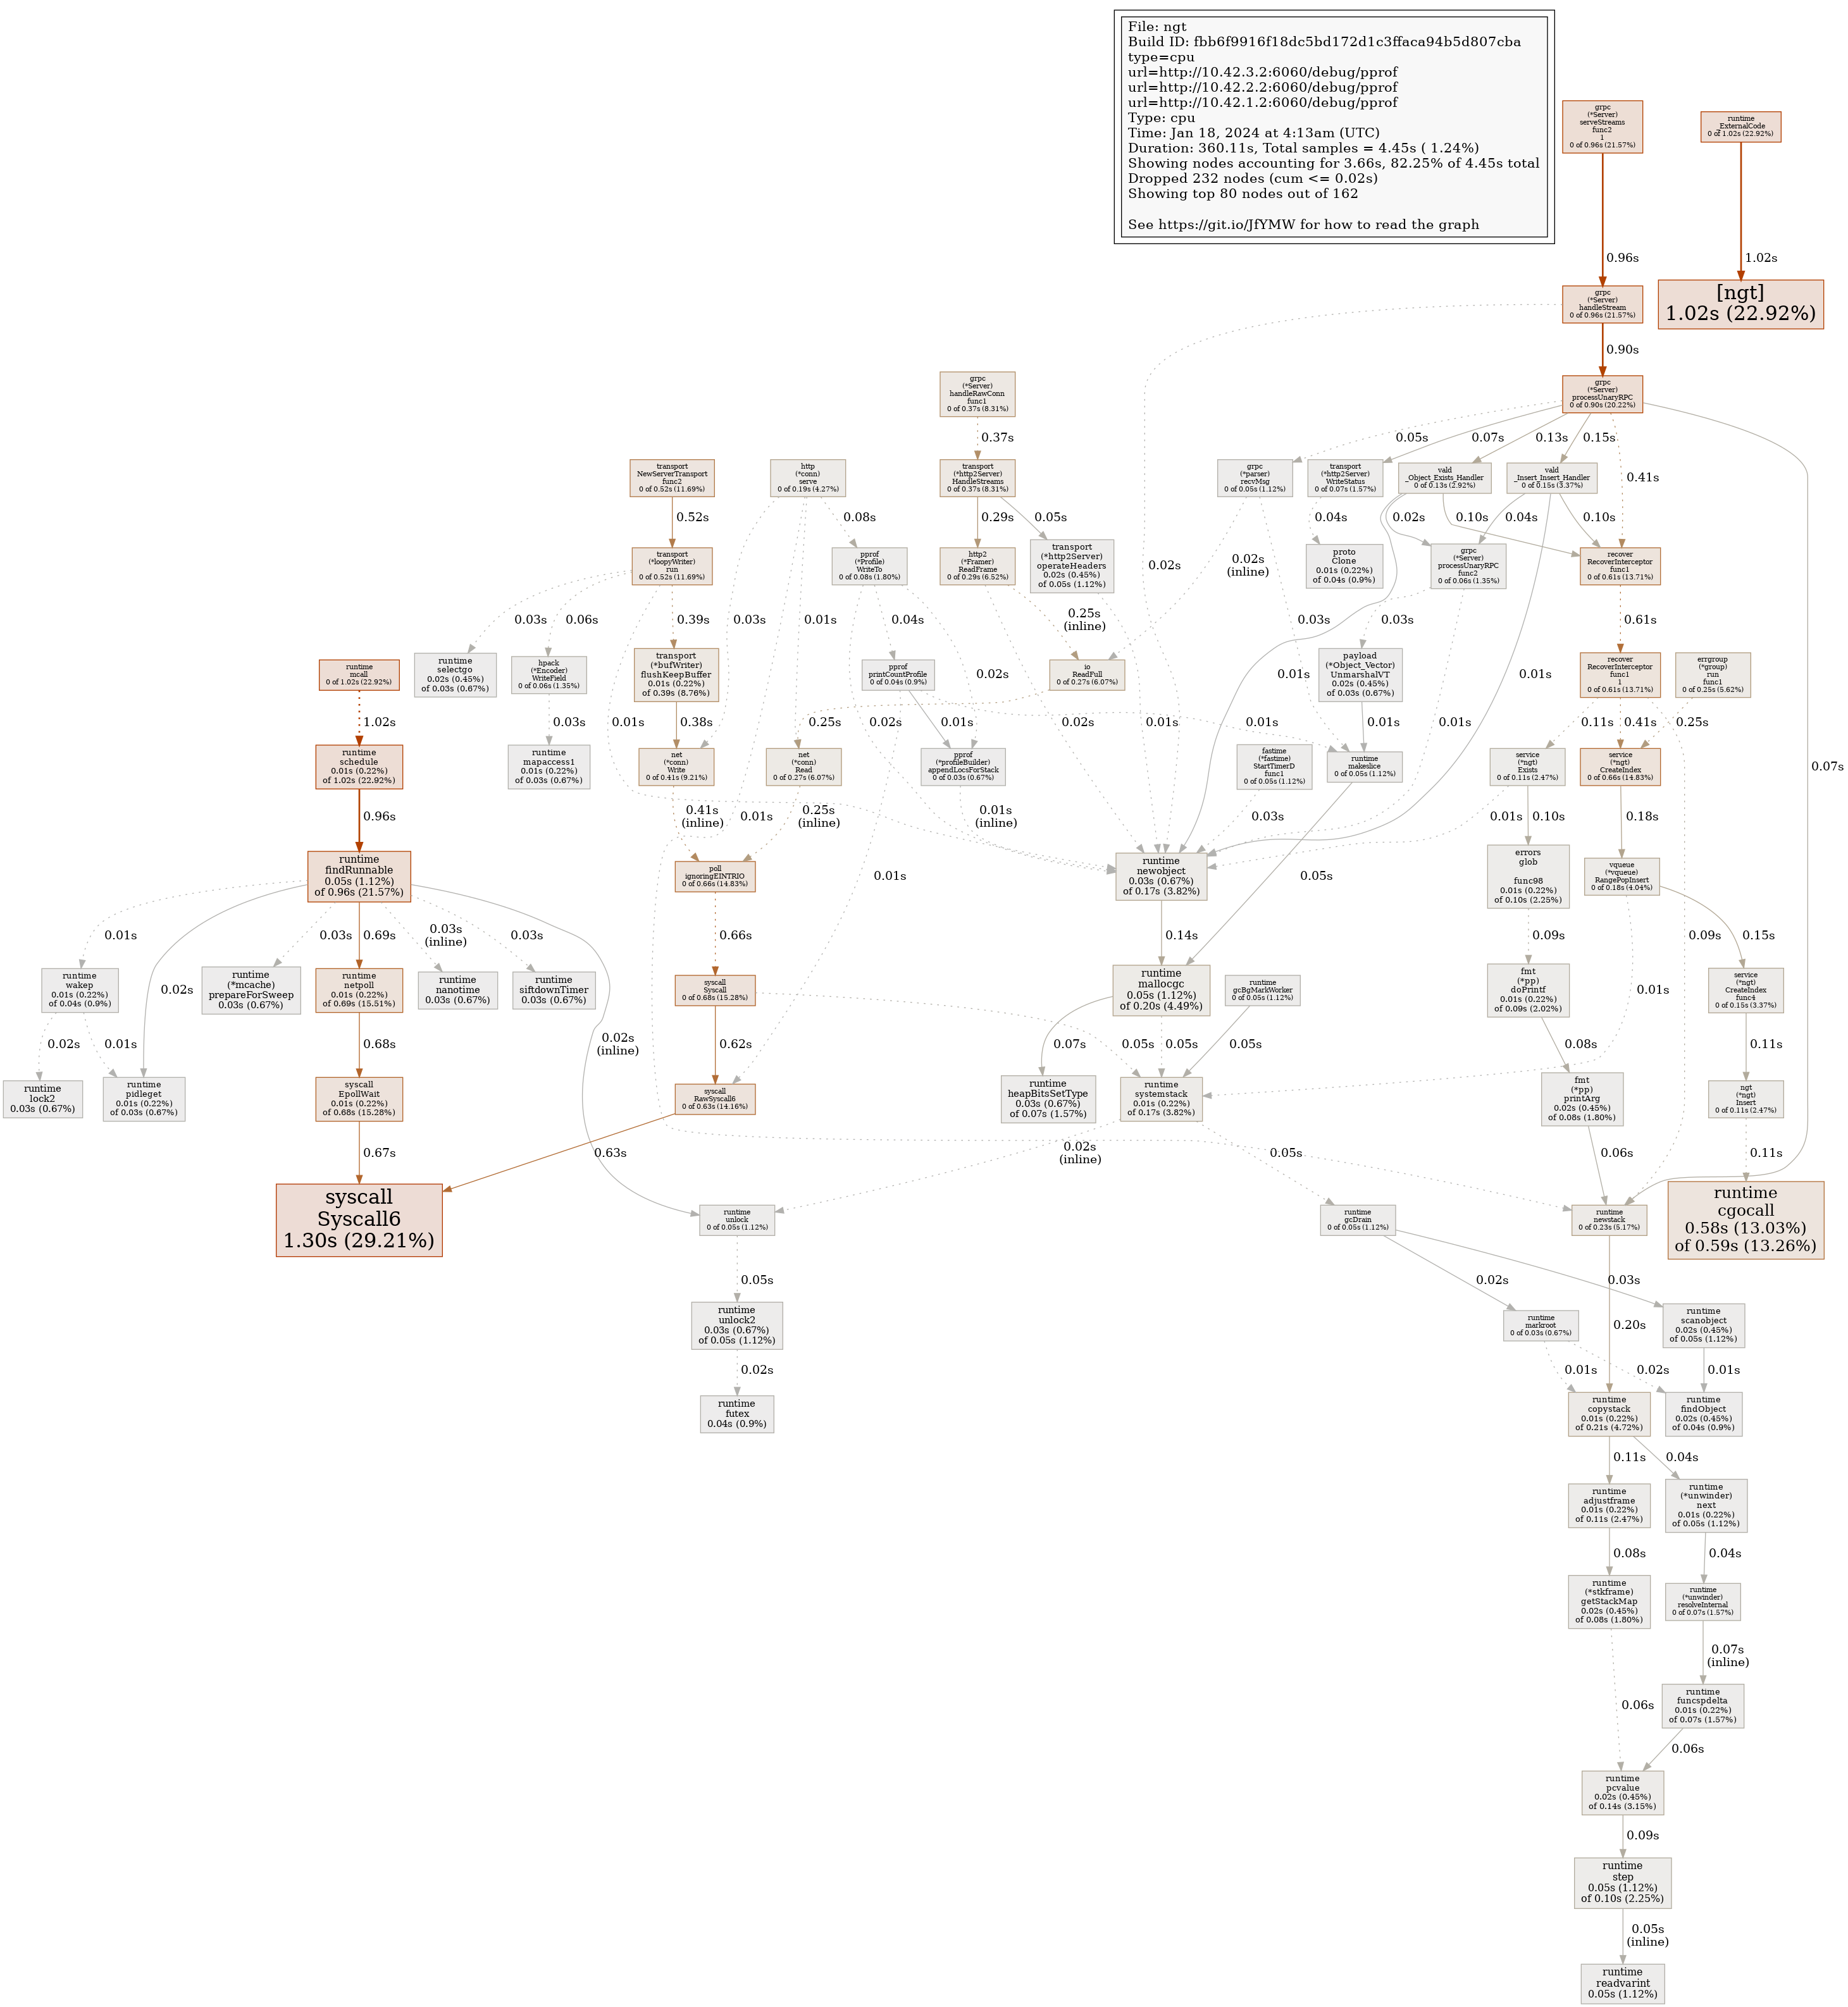 File: ngt
Build ID: fbb6f9916f18dc5bd172d1c3ffaca94b5d807cba
type=cpu
url=http://10.42.3.2:6060/debug/pprof
url=http://10.42.2.2:6060/debug/pprof
url=http://10.42.1.2:6060/debug/pprof
Type: cpu
Time: Jan 18, 2024 at 4:13am (UTC)
Duration: 360.11s, Total samples = 4.45s ( 1.24%)
Showing nodes accounting for 3.66s, 82.25% of 4.45s total
Dropped 232 nodes (cum <= 0.02s)
Showing top 80 nodes out of 162
See https://git.io/JfYMW for how to read the graph
grpc
(*Server)
serveStreams
func2
1
0 of 0.96s (21.57%)
runtime
_ExternalCode
0 of 1.02s (22.92%)
0.96s
1.02s
grpc
(*Server)
handleStream
0 of 0.96s (21.57%)
[ngt]
1.02s (22.92%)
0.90s
grpc
(*Server)
handleRawConn
func1
0 of 0.37s (8.31%)
grpc
(*Server)
processUnaryRPC
0 of 0.90s (20.22%)
0.37s
0.05s
0.07s
0.13s
0.15s
0.41s
transport
NewServerTransport
func2
0 of 0.52s (11.69%)
http
(*conn)
serve
0 of 0.19s (4.27%)
transport
(*http2Server)
HandleStreams
0 of 0.37s (8.31%)
grpc
(*parser)
recvMsg
0 of 0.05s (1.12%)
transport
(*http2Server)
WriteStatus
0 of 0.07s (1.57%)
vald
_Object_Exists_Handler
0 of 0.13s (2.92%)
vald
_Insert_Insert_Handler
0 of 0.15s (3.37%)
0.52s
0.08s
0.29s
0.05s
0.04s
0.02s
0.10s
0.04s
0.10s
transport
(*loopyWriter)
run
0 of 0.52s (11.69%)
pprof
(*Profile)
WriteTo
0 of 0.08s (1.80%)
http2
(*Framer)
ReadFrame
0 of 0.29s (6.52%)
transport
(*http2Server)
operateHeaders
0.02s (0.45%)
of 0.05s (1.12%)
0.02s
0.02s
(inline)
proto
Clone
0.01s (0.22%)
of 0.04s (0.9%)
grpc
(*Server)
processUnaryRPC
func2
0 of 0.06s (1.35%)
recover
RecoverInterceptor
func1
0 of 0.61s (13.71%)
0.03s
0.06s
0.39s
0.03s
0.01s
0.04s
0.25s
(inline)
0.03s
0.03s
0.61s
runtime
mcall
0 of 1.02s (22.92%)
runtime
selectgo
0.02s (0.45%)
of 0.03s (0.67%)
hpack
(*Encoder)
WriteField
0 of 0.06s (1.35%)
transport
(*bufWriter)
flushKeepBuffer
0.01s (0.22%)
of 0.39s (8.76%)
pprof
printCountProfile
0 of 0.04s (0.9%)
0.02s
io
ReadFull
0 of 0.27s (6.07%)
0.01s
payload
(*Object_Vector)
UnmarshalVT
0.02s (0.45%)
of 0.03s (0.67%)
0.01s
recover
RecoverInterceptor
func1
1
0 of 0.61s (13.71%)
errgroup
(*group)
run
func1
0 of 0.25s (5.62%)
1.02s
0.03s
0.01s
0.38s
0.25s
0.02s
0.01s
0.02s
0.01s
0.01s
0.01s
0.01s
0.11s
0.41s
0.25s
runtime
schedule
0.01s (0.22%)
of 1.02s (22.92%)
runtime
mapaccess1
0.01s (0.22%)
of 0.03s (0.67%)
net
(*conn)
Write
0 of 0.41s (9.21%)
net
(*conn)
Read
0 of 0.27s (6.07%)
pprof
(*profileBuilder)
appendLocsForStack
0 of 0.03s (0.67%)
fastime
(*fastime)
StartTimerD
func1
0 of 0.05s (1.12%)
runtime
makeslice
0 of 0.05s (1.12%)
service
(*ngt)
Exists
0 of 0.11s (2.47%)
service
(*ngt)
CreateIndex
0 of 0.66s (14.83%)
0.07s
0.96s
0.41s
(inline)
0.01s
0.25s
(inline)
0.01s
(inline)
0.03s
0.01s
0.10s
0.18s
runtime
findRunnable
0.05s (1.12%)
of 0.96s (21.57%)
poll
ignoringEINTRIO
0 of 0.66s (14.83%)
0.01s
runtime
newobject
0.03s (0.67%)
of 0.17s (3.82%)
0.05s
errors
glob

func98
0.01s (0.22%)
of 0.10s (2.25%)
vqueue
(*vqueue)
RangePopInsert
0 of 0.18s (4.04%)
0.01s
0.03s
0.69s
0.03s
(inline)
0.03s
0.66s
0.14s
0.09s
0.09s
0.15s
runtime
wakep
0.01s (0.22%)
of 0.04s (0.9%)
0.02s
runtime
(*mcache)
prepareForSweep
0.03s (0.67%)
runtime
netpoll
0.01s (0.22%)
of 0.69s (15.51%)
runtime
nanotime
0.03s (0.67%)
runtime
siftdownTimer
0.03s (0.67%)
syscall
Syscall
0 of 0.68s (15.28%)
runtime
mallocgc
0.05s (1.12%)
of 0.20s (4.49%)
runtime
gcBgMarkWorker
0 of 0.05s (1.12%)
fmt
(*pp)
doPrintf
0.01s (0.22%)
of 0.09s (2.02%)
0.01s
service
(*ngt)
CreateIndex
func4
0 of 0.15s (3.37%)
0.02s
0.01s
0.68s
0.02s
(inline)
0.62s
0.05s
0.07s
0.05s
0.05s
0.08s
0.11s
runtime
lock2
0.03s (0.67%)
runtime
pidleget
0.01s (0.22%)
of 0.03s (0.67%)
syscall
EpollWait
0.01s (0.22%)
of 0.68s (15.28%)
syscall
RawSyscall6
0 of 0.63s (14.16%)
runtime
heapBitsSetType
0.03s (0.67%)
of 0.07s (1.57%)
runtime
systemstack
0.01s (0.22%)
of 0.17s (3.82%)
fmt
(*pp)
printArg
0.02s (0.45%)
of 0.08s (1.80%)
ngt
(*ngt)
Insert
0 of 0.11s (2.47%)
0.67s
0.63s
0.02s
(inline)
0.05s
0.06s
0.11s
syscall
Syscall6
1.30s (29.21%)
runtime
unlock
0 of 0.05s (1.12%)
runtime
gcDrain
0 of 0.05s (1.12%)
runtime
newstack
0 of 0.23s (5.17%)
runtime
cgocall
0.58s (13.03%)
of 0.59s (13.26%)
0.05s
0.02s
0.03s
0.20s
runtime
unlock2
0.03s (0.67%)
of 0.05s (1.12%)
runtime
markroot
0 of 0.03s (0.67%)
runtime
scanobject
0.02s (0.45%)
of 0.05s (1.12%)
0.02s
0.01s
0.02s
0.01s
runtime
futex
0.04s (0.9%)
runtime
copystack
0.01s (0.22%)
of 0.21s (4.72%)
runtime
findObject
0.02s (0.45%)
of 0.04s (0.9%)
0.11s
0.04s
runtime
adjustframe
0.01s (0.22%)
of 0.11s (2.47%)
runtime
(*unwinder)
next
0.01s (0.22%)
of 0.05s (1.12%)
0.08s
0.04s
runtime
(*stkframe)
getStackMap
0.02s (0.45%)
of 0.08s (1.80%)
runtime
(*unwinder)
resolveInternal
0 of 0.07s (1.57%)
0.07s
(inline)
0.06s
runtime
funcspdelta
0.01s (0.22%)
of 0.07s (1.57%)
0.06s
runtime
pcvalue
0.02s (0.45%)
of 0.14s (3.15%)
0.09s
runtime
step
0.05s (1.12%)
of 0.10s (2.25%)
0.05s
(inline)
runtime
readvarint
0.05s (1.12%)